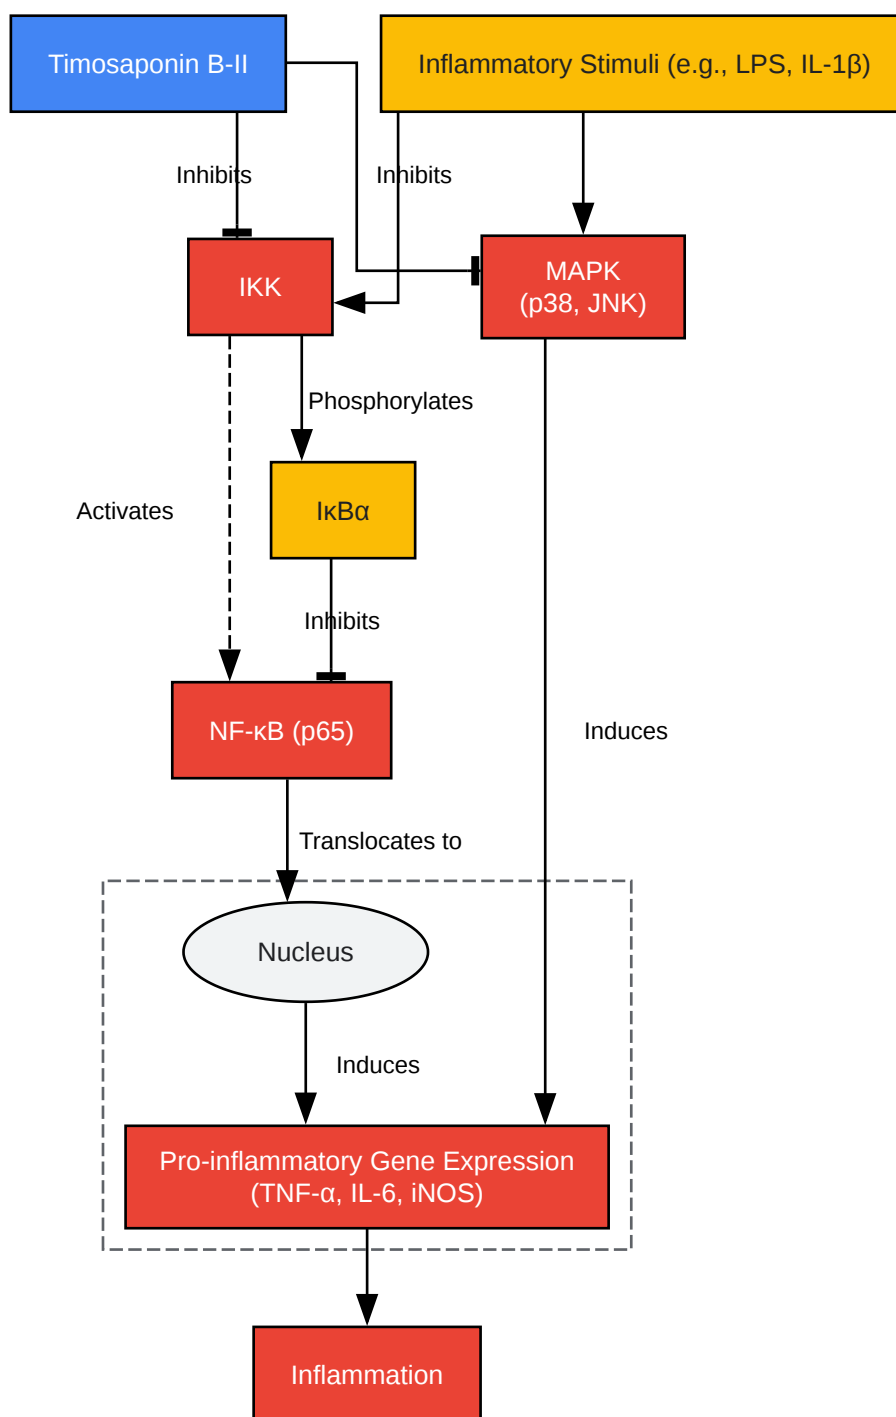 Timosaponin B-II
Inflammatory Stimuli (e.g., LPS, IL-1β)
Inhibits
Inhibits
IKK
MAPK
(p38, JNK)
Phosphorylates
Activates
IκBα
Inhibits
NF-κB (p65)
Induces
Translocates to
Nucleus
Induces
Pro-inflammatory Gene Expression
(TNF-α, IL-6, iNOS)
Inflammation